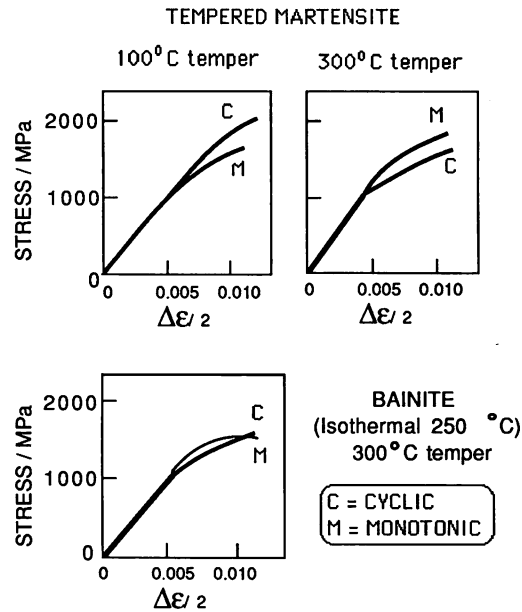 TEMPERED MARTENSITE
100°C temper
300°C temper
STRESS / MPa
2000
1000
0
C
M
0
0.005
0.010
Δε/ 2
M
C
0
0.005
0.010
Δε/ 2
STRESS / MPa
2000
1000
0
C
M
0
0.005
0.010
Δε/ 2
BAINITE
(Isothermal 250 °C)
300°C temper
C = CYCLIC
M = MONOTONIC